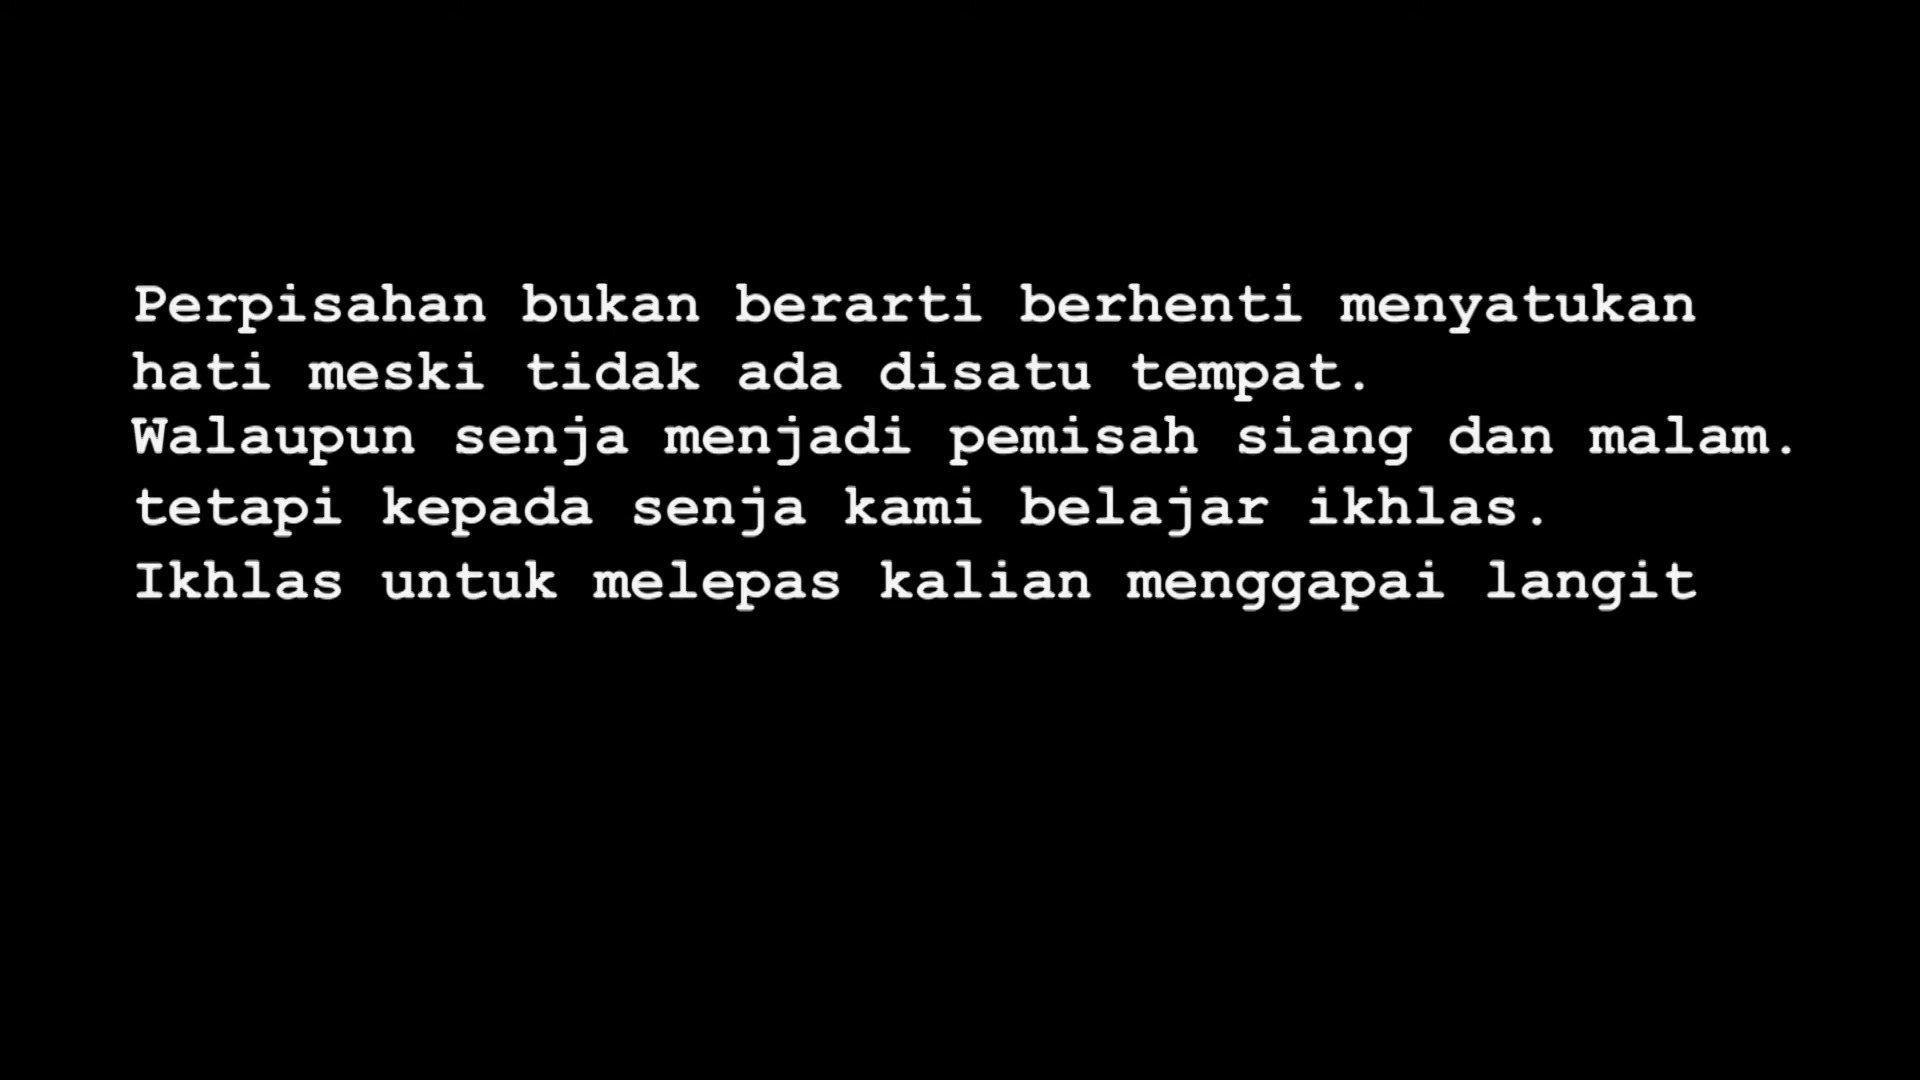 Perpisahan bukan berarti berhenti menyatukan
hati meski tidak ada disatu tempat.
Walaupun senja menjadi pemisah siang dan malam.
tetapi kepada senja kami belajar ikhlas.
Ikhlas untuk melepas kalian menggapai langit